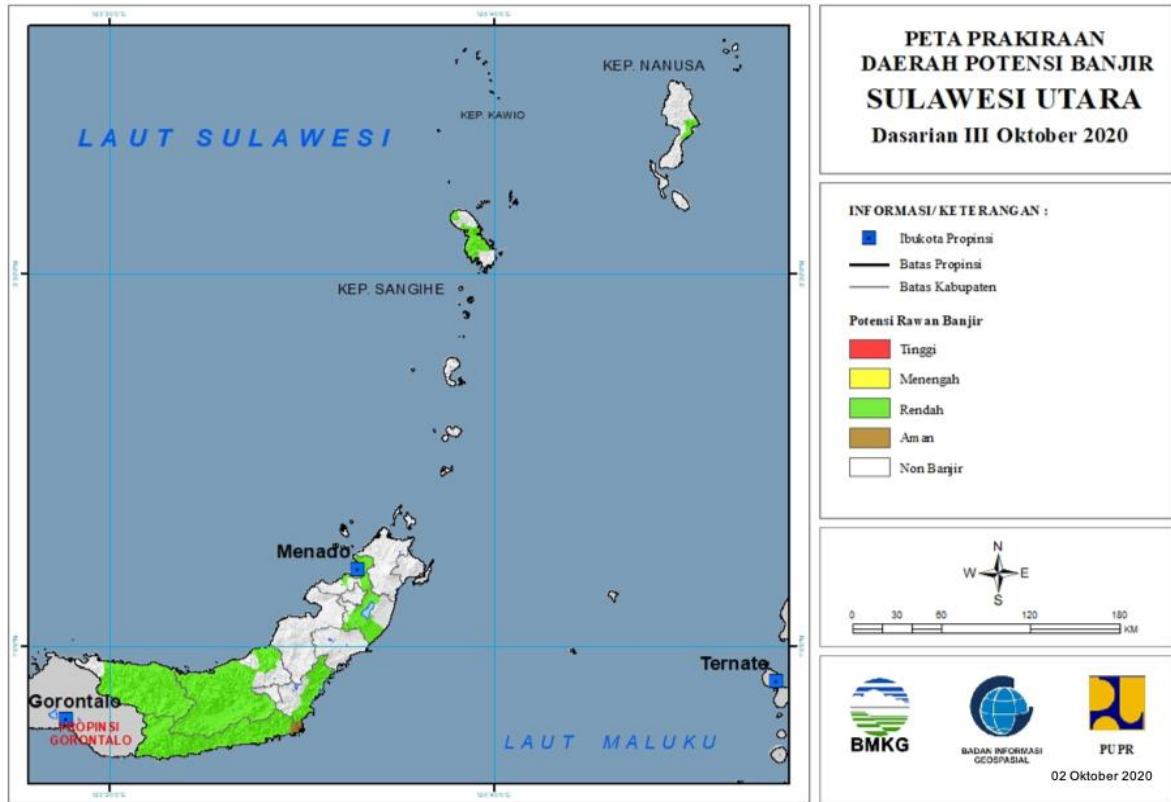 PETA PRAKIRAAN
DAERAH POTENSI BANJIR
SULAWESI UTARA
Dasarian III Oktober 2020
KEP. NANUSA
KEP. KAWIO
LAUT SULAWESI
KEP. SANGIHE
Menado
Ternate
Gorontalo
PROPINSI
GORONTALO
LAUT MALUKU
INFORMASI/KETERANGAN :
Ibukota Propinsi
Batas Propinsi
Batas Kabupaten
Potensi Rawan Banjir
Tinggi
Menengah
Rendah
Aman
Non Banjir
N
W E
S
0 30 60 120 180
KM
BMKG
BADAN INFORMASI
GEOSPASIAL
PUPR
02 Oktober 2020